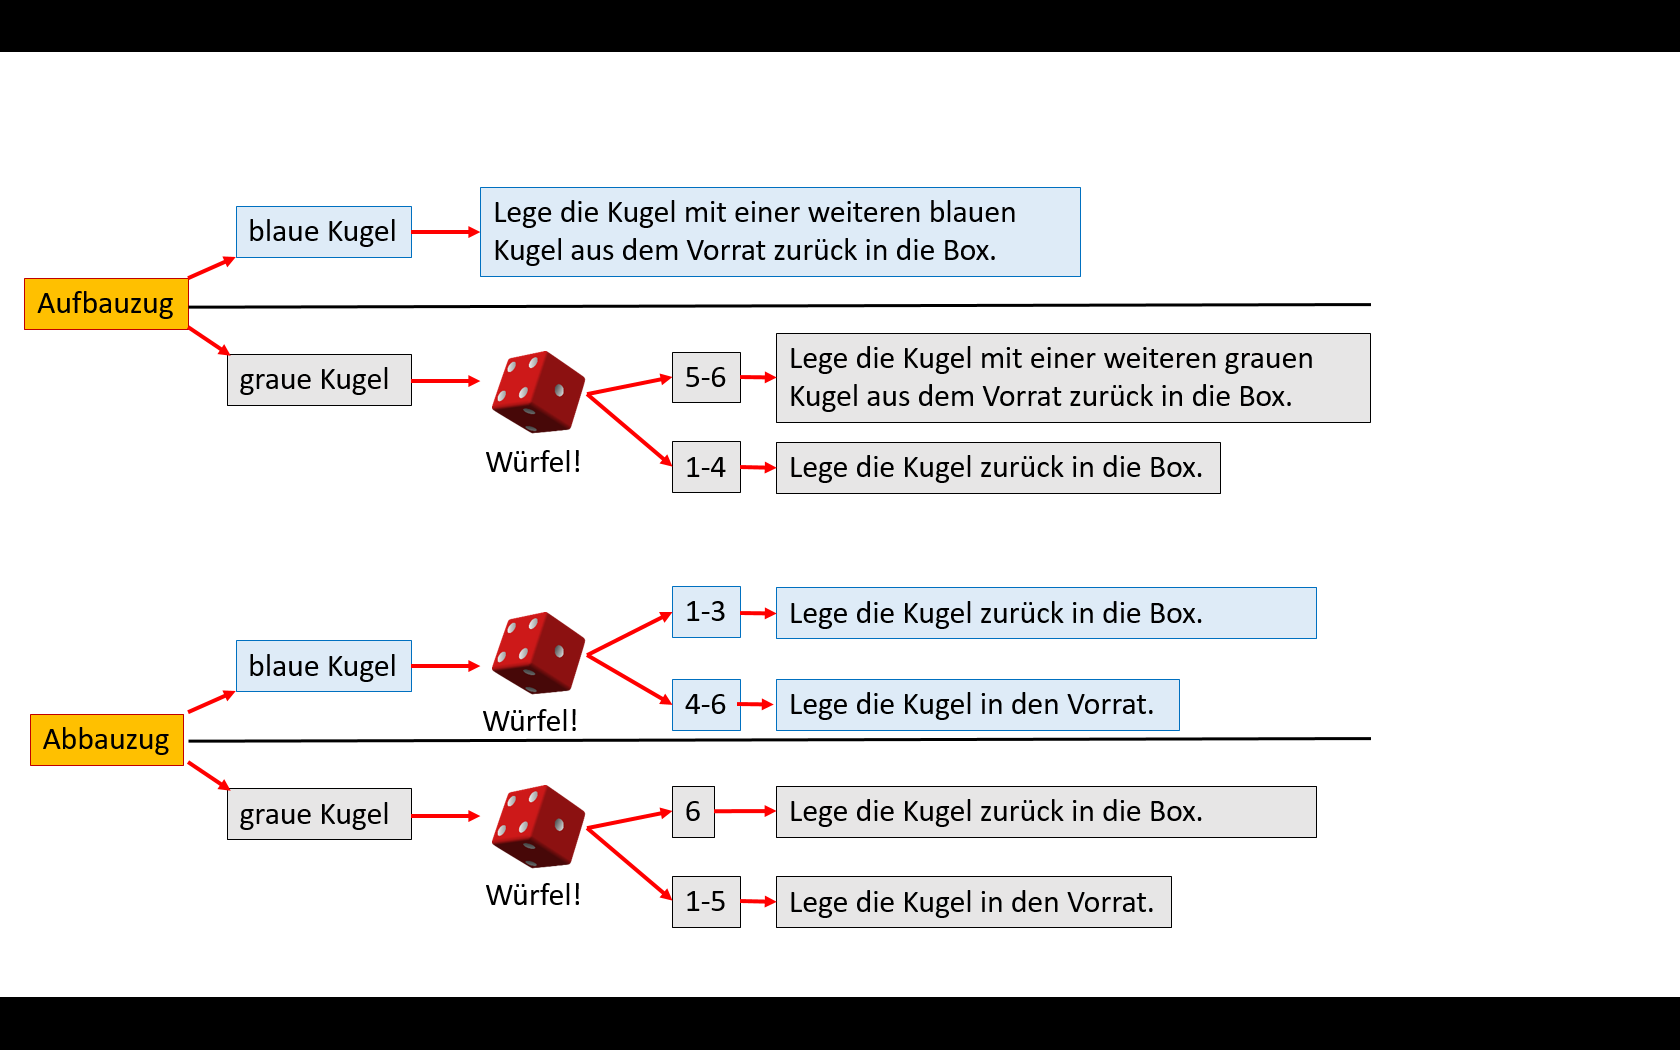 blaue Kugel
Lege die Kugel mit einer weiteren blauen
Kugel aus dem Vorrat zurück in die Box.
Aufbauzug
graue Kugel
Würfel!
5-6
Lege die Kugel mit einer weiteren grauen
Kugel aus dem Vorrat zurück in die Box.
1-4
Lege die Kugel zurück in die Box.
blaue Kugel
Würfel!
1-3
Lege die Kugel zurück in die Box.
4-6
Lege die Kugel in den Vorrat.
Abbauzug
graue Kugel
Würfel!
6
Lege die Kugel zurück in die Box.
1-5
Lege die Kugel in den Vorrat.